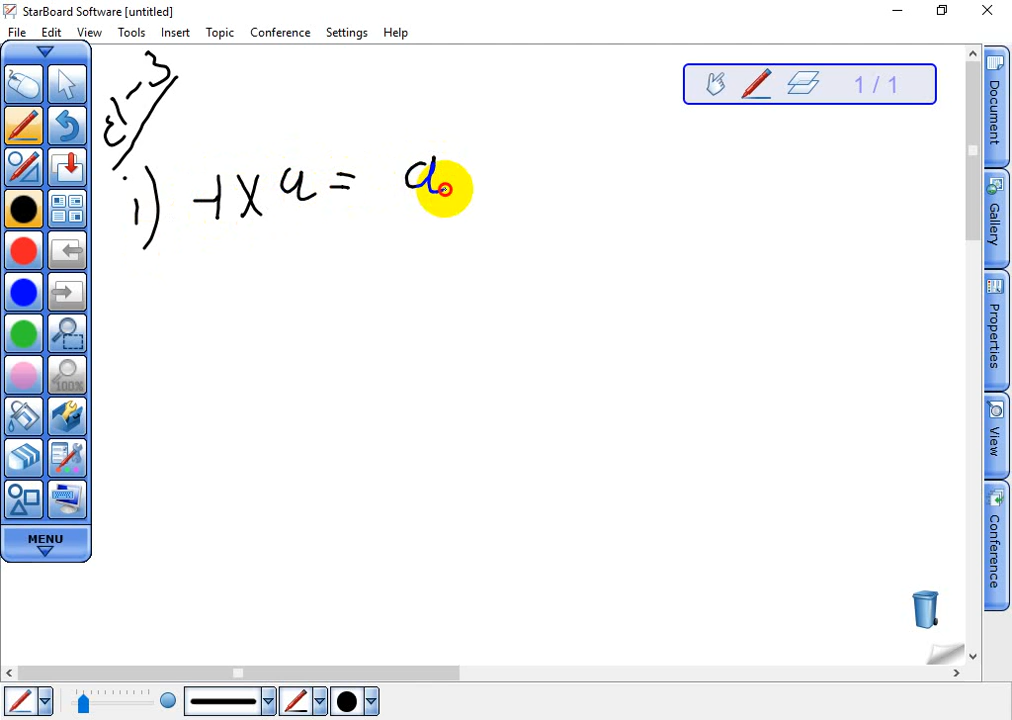 StarBoard Software [untitled]
File Edit View Tools Insert Topic Conference Settings Help
1 / 1
i) -1 X a = a
100%
MENU
Document
Gallery
Properties
View
Conference